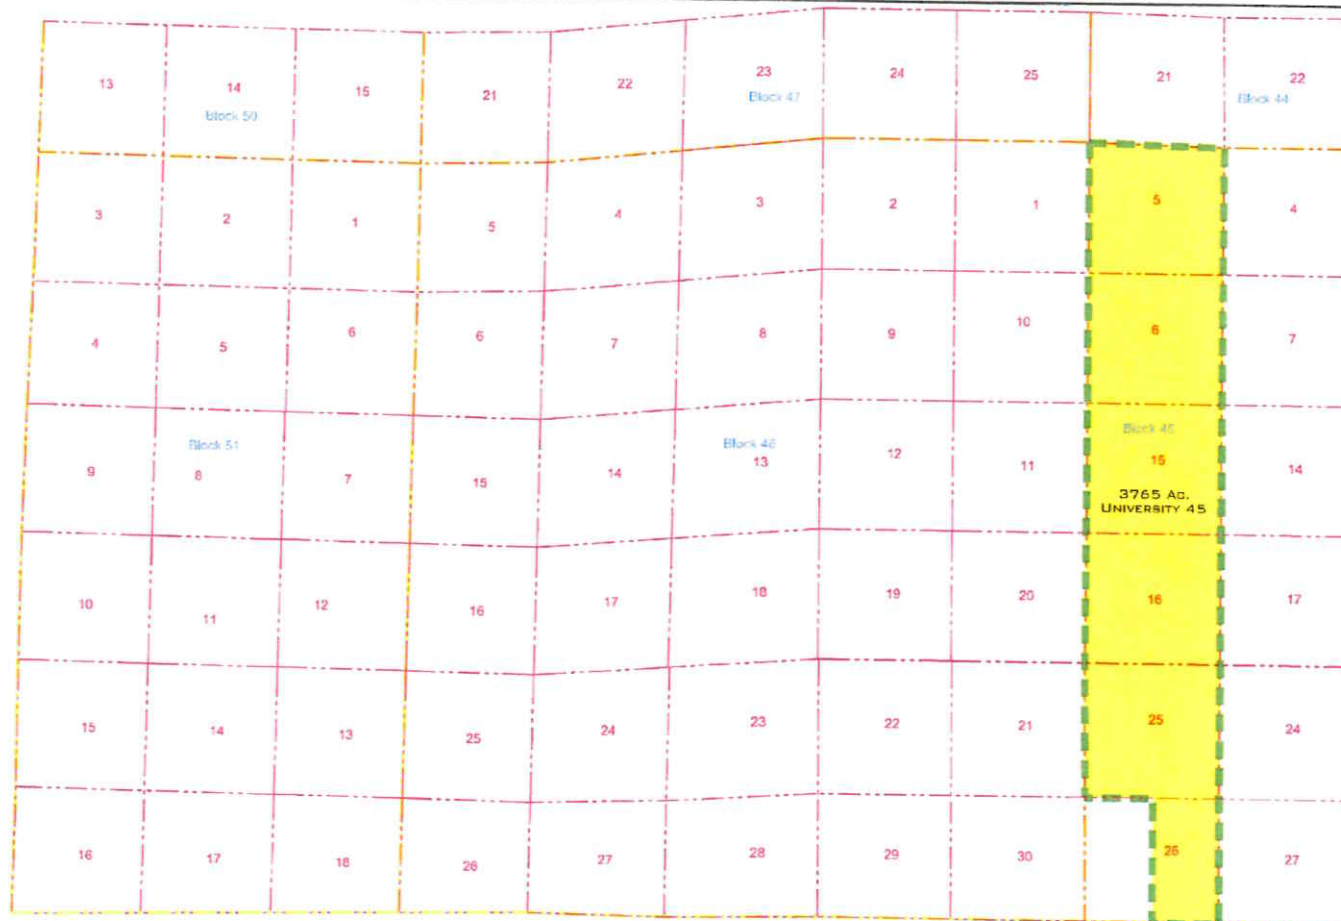 13 14 15 21 22 23 24 25 21 22
Block 50 Block 47 Block 44
3 2 1 5 4 3 2 1 5 4
4 5 6 6 7 8 9 10 6 7
Block 51 Block 46 Block 45
9 8 7 15 14 13 12 11 15 14
3765 Ac.
University 45
10 11 12 16 17 18 19 20 16 17
15 14 13 25 24 23 22 21 25 24
16 17 18 26 27 28 29 30 26 27